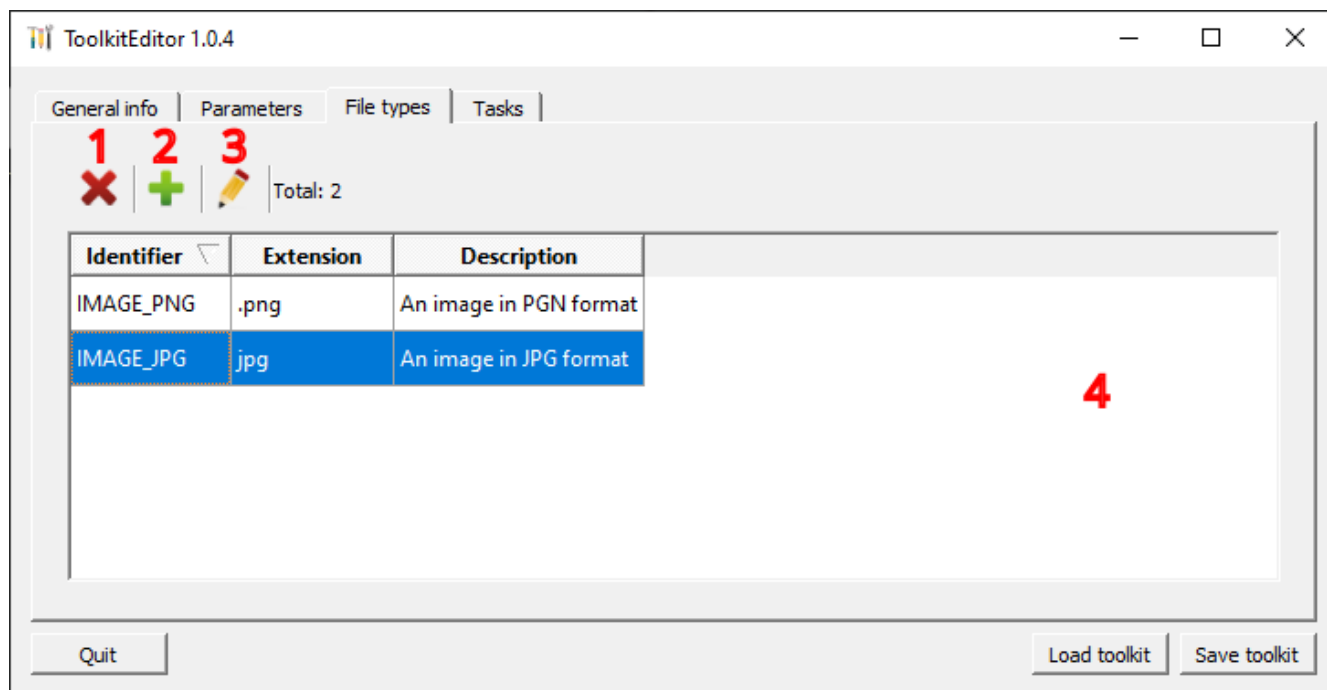 ToolkitEditor 1.0.4
General info Parameters File types Tasks
1 2 3
Total: 2
Identifier Extension Description
IMAGE_PNG .png An image in PGN format
IMAGE_JPG jpg An image in JPG format
4
Quit Load toolkit Save toolkit